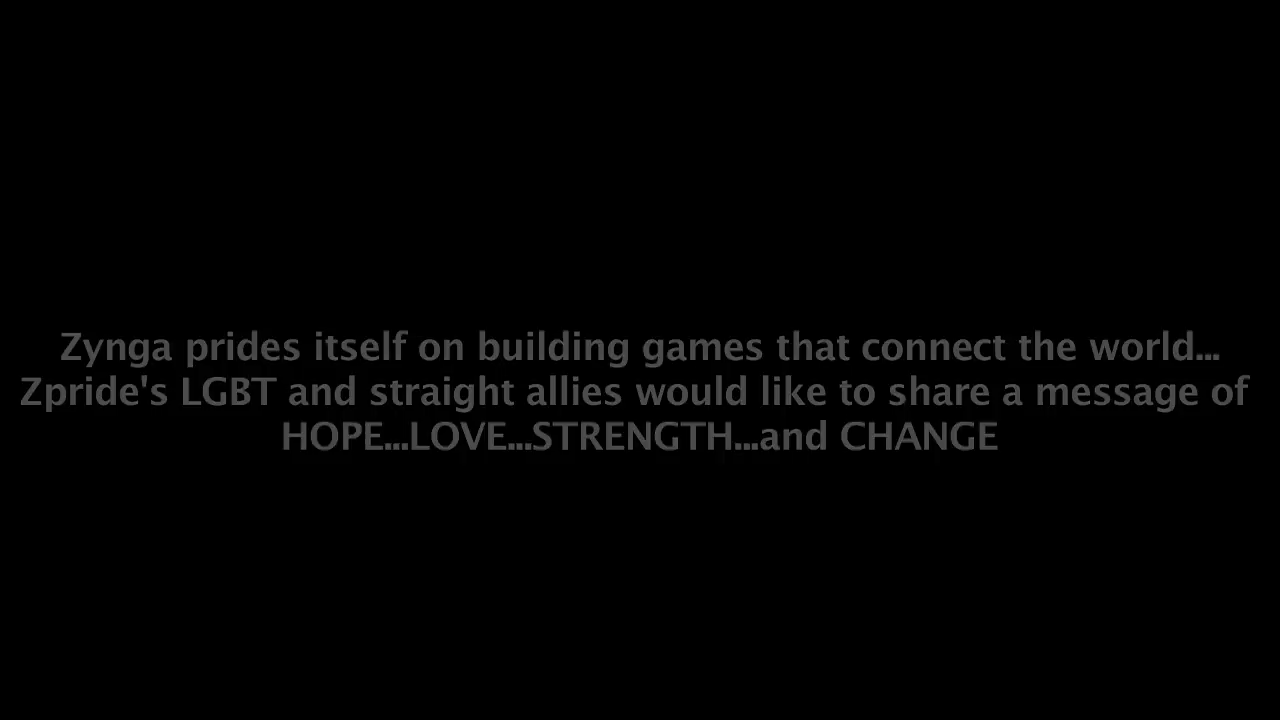 Zynga prides itself on building games that connect the world...
Zpride's LGBT and straight allies would like to share a message of
HOPE...LOVE...STRENGTH...and CHANGE